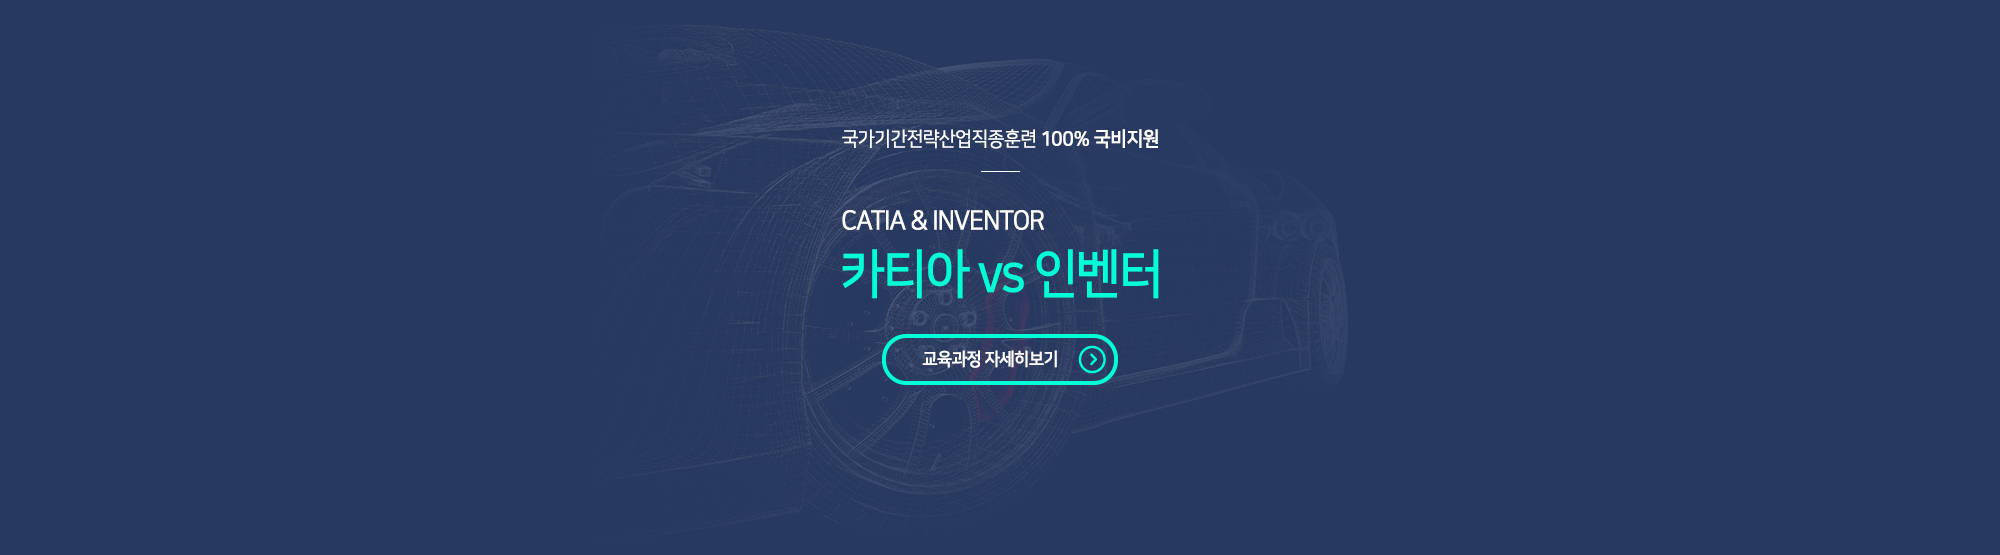 국가기간전략산업직종훈련 100% 국비지원
CATIA & INVENTOR
카티아 vs 인벤터
교육과정 자세히보기